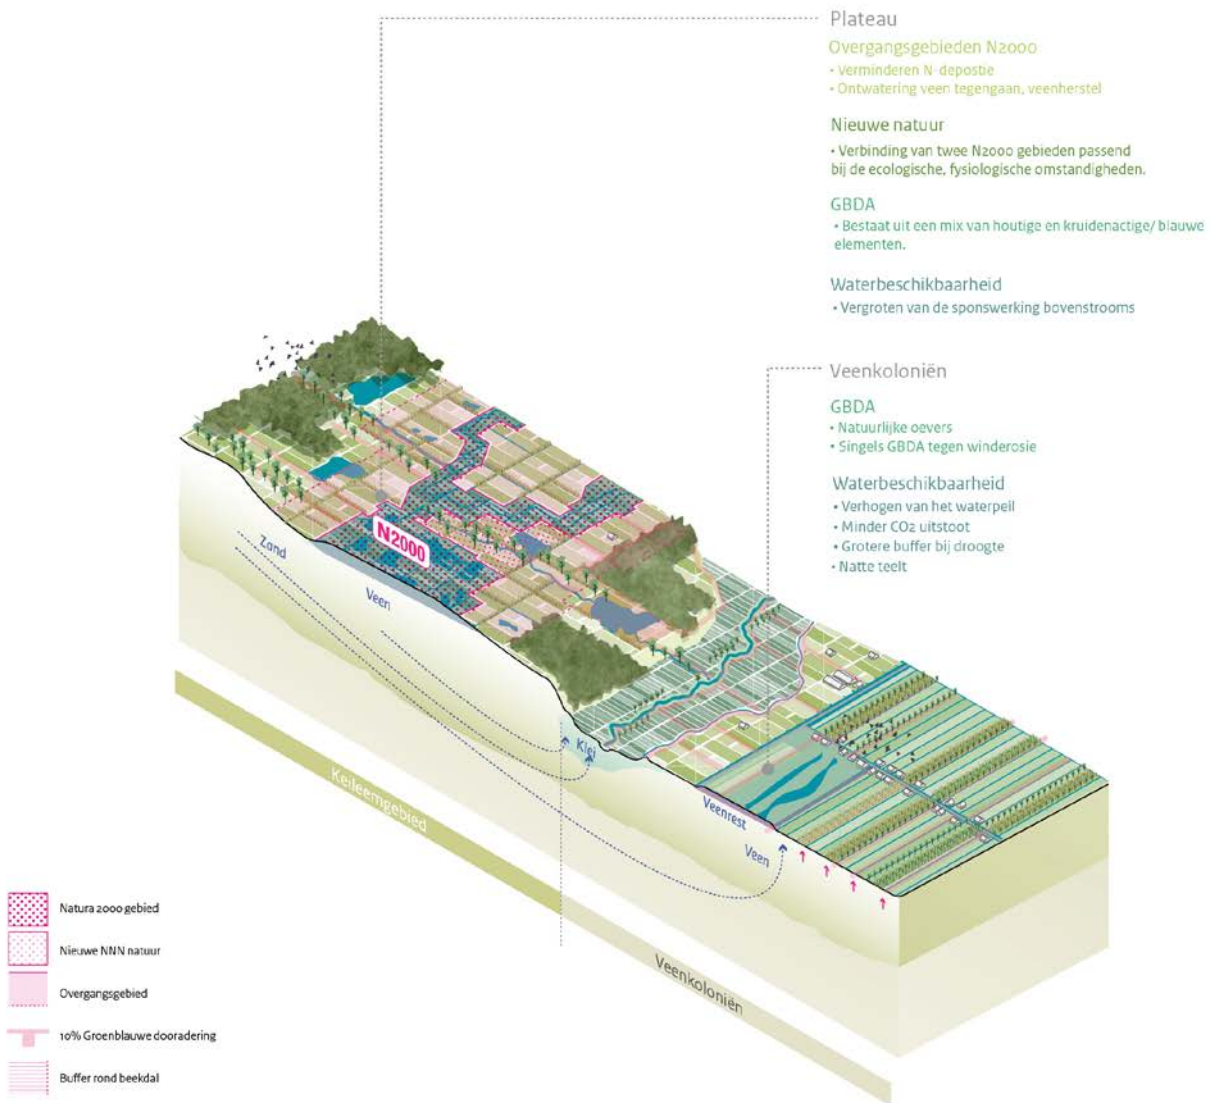 Plateau
Overgangsgebieden N2000
• Verminderen N-depostie
• Ontwatering veen tegengaan, veenherstel
Nieuwe natuur
• Verbinding van twee N2000 gebieden passend
bij de ecologische, fysiologische omstandigheden.
GBDA
• Bestaat uit een mix van houtige en kruidenactige/ blauwe
elementen.
Waterbeschikbaarheid
• Vergroten van de sponswerking bovenstrooms
Veenkoloniën
GBDA
• Natuurlijke oevers
• Singels GBDA tegen winderosie
Waterbeschikbaarheid
• Verhogen van het waterpeil
• Minder CO2 uitstoot
• Grotere buffer bij droogte
• Natte teelt
N2000
Zand
Veen
Klei
Keileemgebied
Veenrest
Veen
Veenkoloniën
Natura 2000 gebied
Nieuwe NNN natuur
Overgangsgebied
10% Groenblauwe dooradering
Buffer rond beekdal